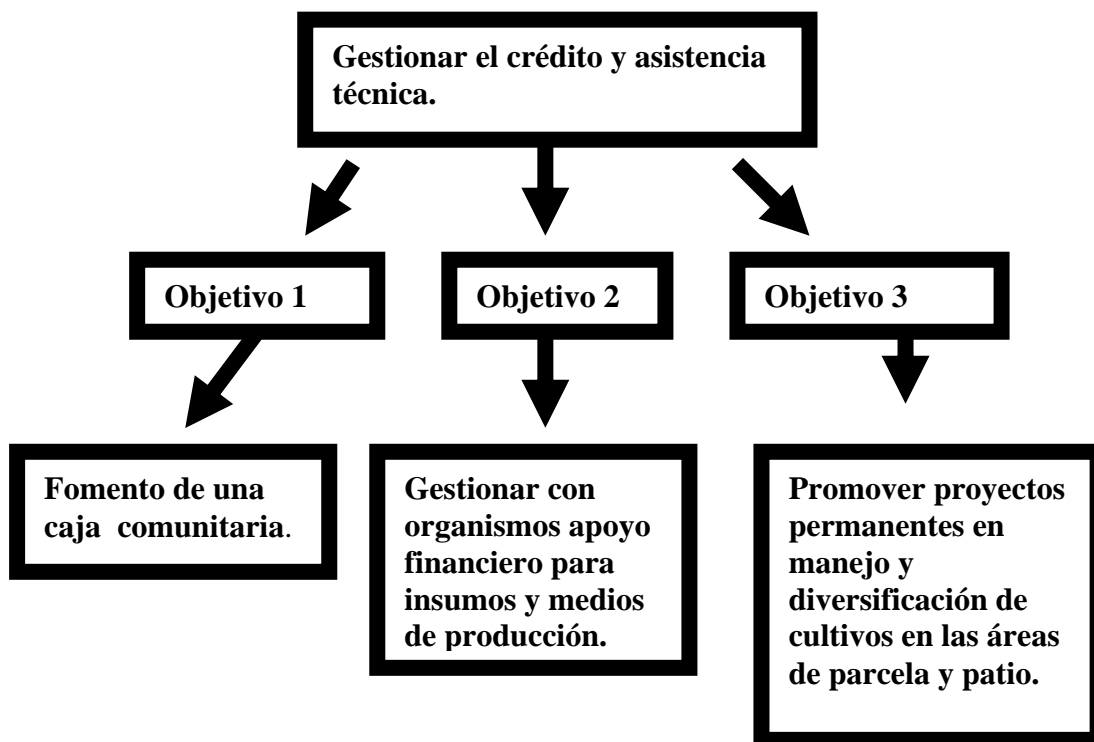 Gestionar el crédito y asistencia
técnica.
Objetivo 1
Objetivo 2
Objetivo 3
Fomento de una
caja  comunitaria.
Gestionar con
organismos apoyo
financiero para
insumos y medios
de producción.
Promover proyectos
permanentes en
manejo y
diversificación de
cultivos en las áreas
de parcela y patio.